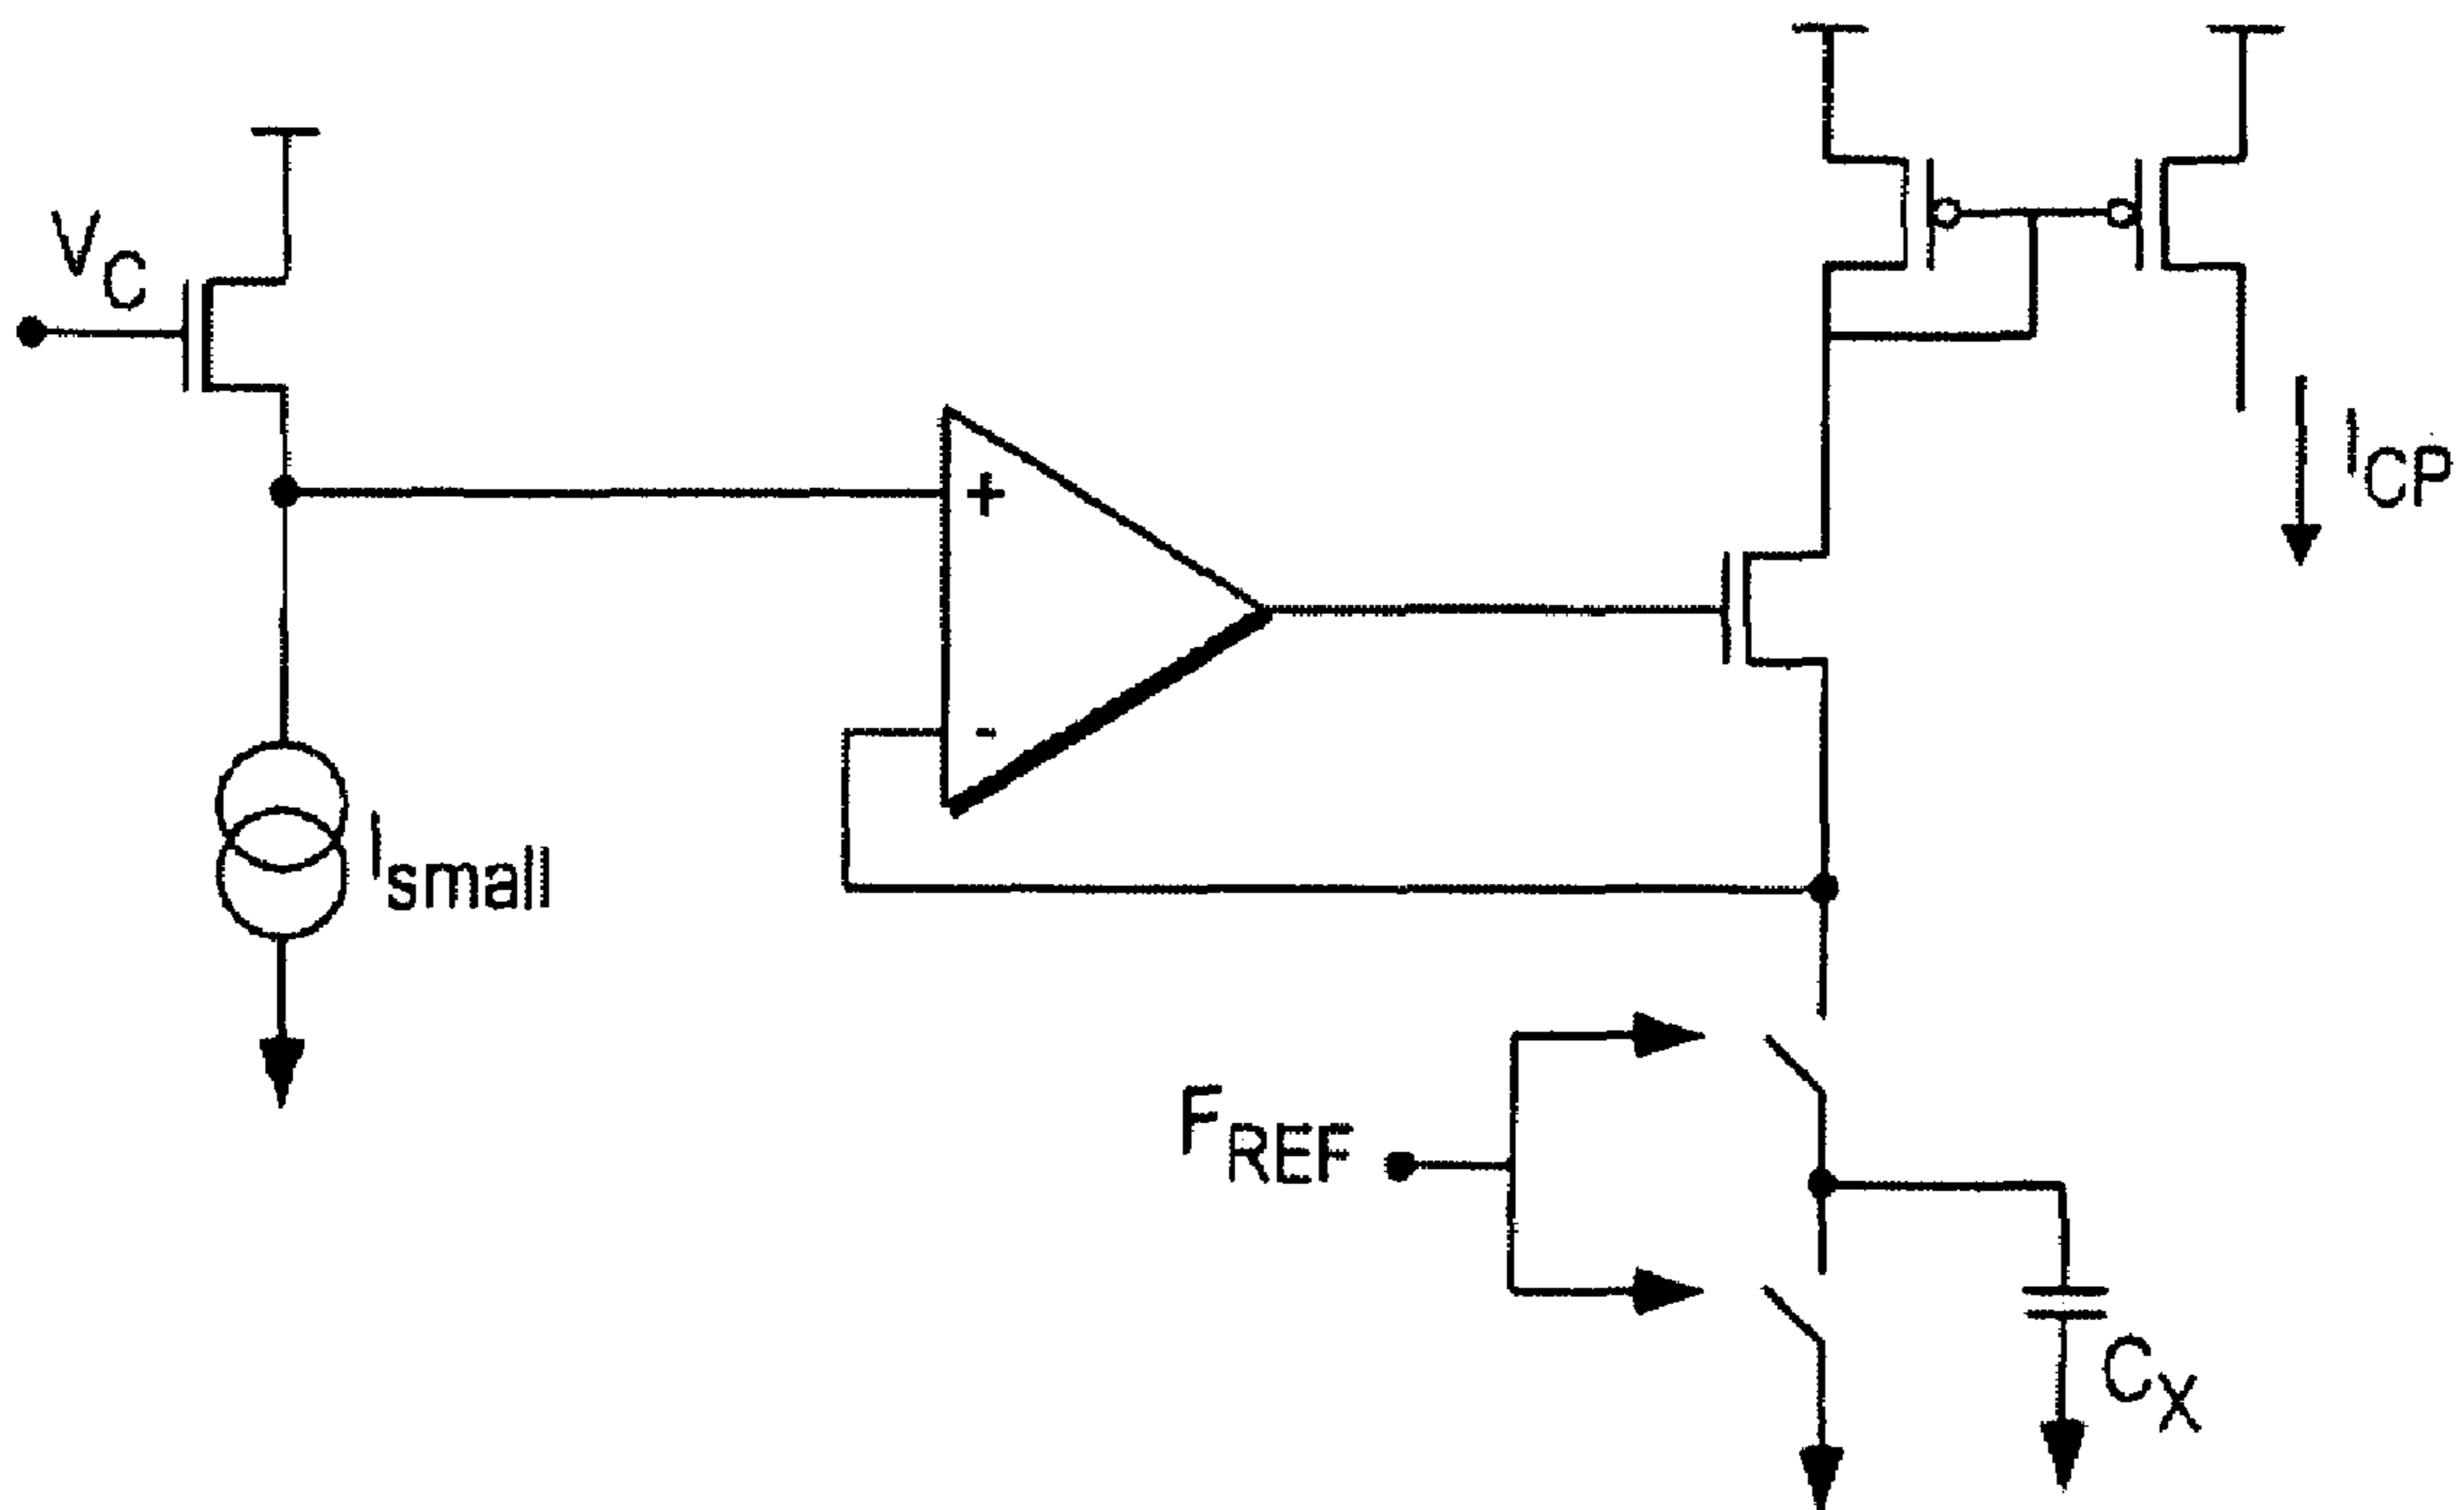 V_C
I_CP
+
-
I_small
F_REF
C_X